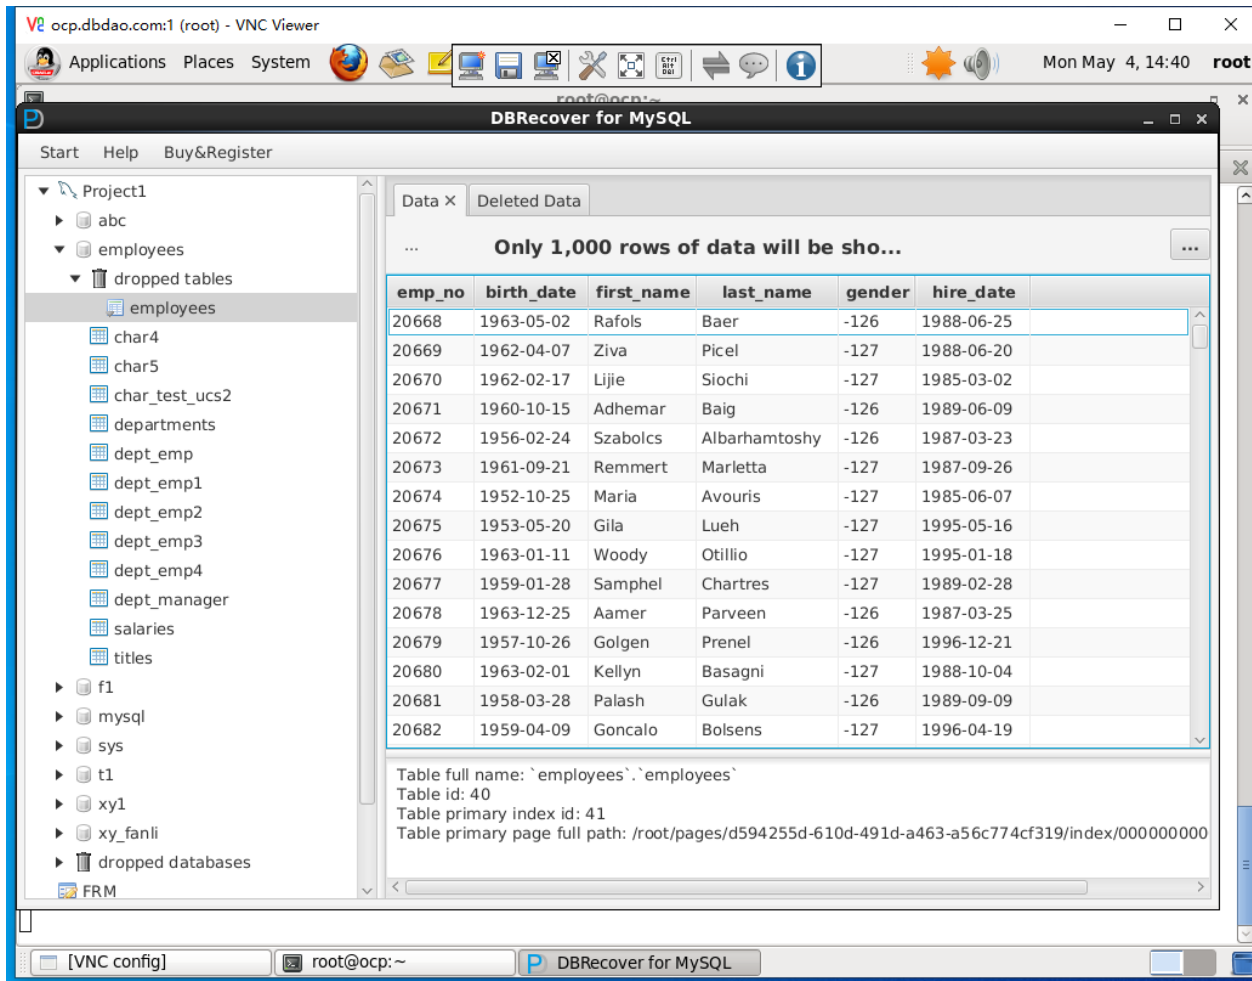 ocp.dbdao.com:1 (root) - VNC Viewer
Applications Places System
Ctrl Alt Del
Mon May 4, 14:40 root
root@ocp:~
DBRecover for MySQL
Start Help Buy&Register
Project1
abc
employees
dropped tables
employees
char4
char5
char_test_ucs2
departments
dept_emp
dept_emp1
dept_emp2
dept_emp3
dept_emp4
dept_manager
salaries
titles
f1
mysql
sys
t1
xy1
xy_fanli
dropped databases
FRM
Data Deleted Data
... Only 1,000 rows of data will be sho... ...
emp_no birth_date first_name last_name gender hire_date
20668 1963-05-02 Rafols Baer -126 1988-06-25
20669 1962-04-07 Ziva Picel -127 1988-06-20
20670 1962-02-17 Lijie Siochi -127 1985-03-02
20671 1960-10-15 Adhemar Baig -126 1989-06-09
20672 1956-02-24 Szabolcs Albarhamtoshy -126 1987-03-23
20673 1961-09-21 Remmert Marletta -127 1987-09-26
20674 1952-10-25 Maria Avouris -127 1985-06-07
20675 1953-05-20 Gila Lueh -127 1995-05-16
20676 1963-01-11 Woody Otillio -127 1995-01-18
20677 1959-01-28 Samphel Chartres -127 1989-02-28
20678 1963-12-25 Aamer Parveen -126 1987-03-25
20679 1957-10-26 Golgen Prenel -126 1996-12-21
20680 1963-02-01 Kellyn Basagni -127 1988-10-04
20681 1958-03-28 Palash Gulak -126 1989-09-09
20682 1959-04-09 Goncalo Bolsens -127 1996-04-19
Table full name: `employees`.`employees`
Table id: 40
Table primary index id: 41
Table primary page full path: /root/pages/d594255d-610d-491d-a463-a56c774cf319/index/000000000
[VNC config] root@ocp:~ DBRecover for MySQL